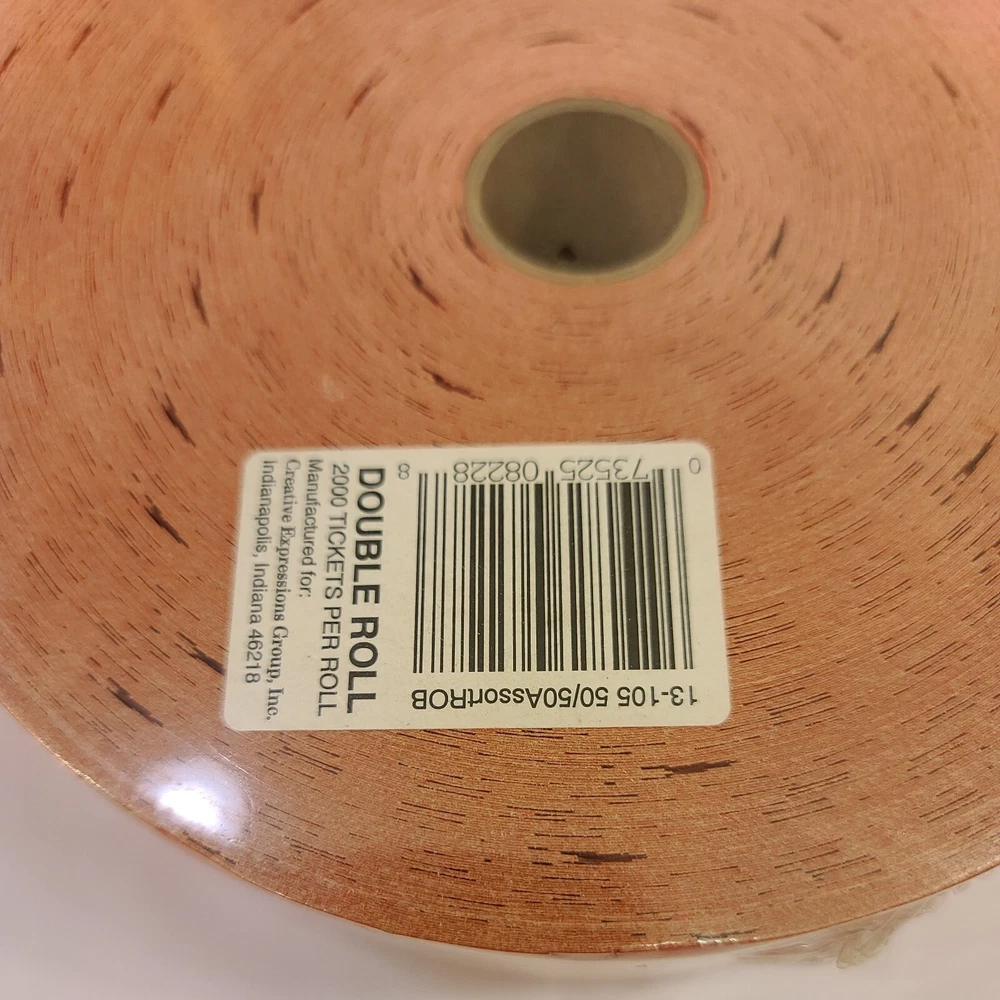 DOUBLE ROLL
2000 TICKETS PER ROLL
Manufactured for:
Creative Expressions Group, Inc.
Indianapolis, Indiana 46218
13-105 50/50AssortROB
0 73525 08228 8